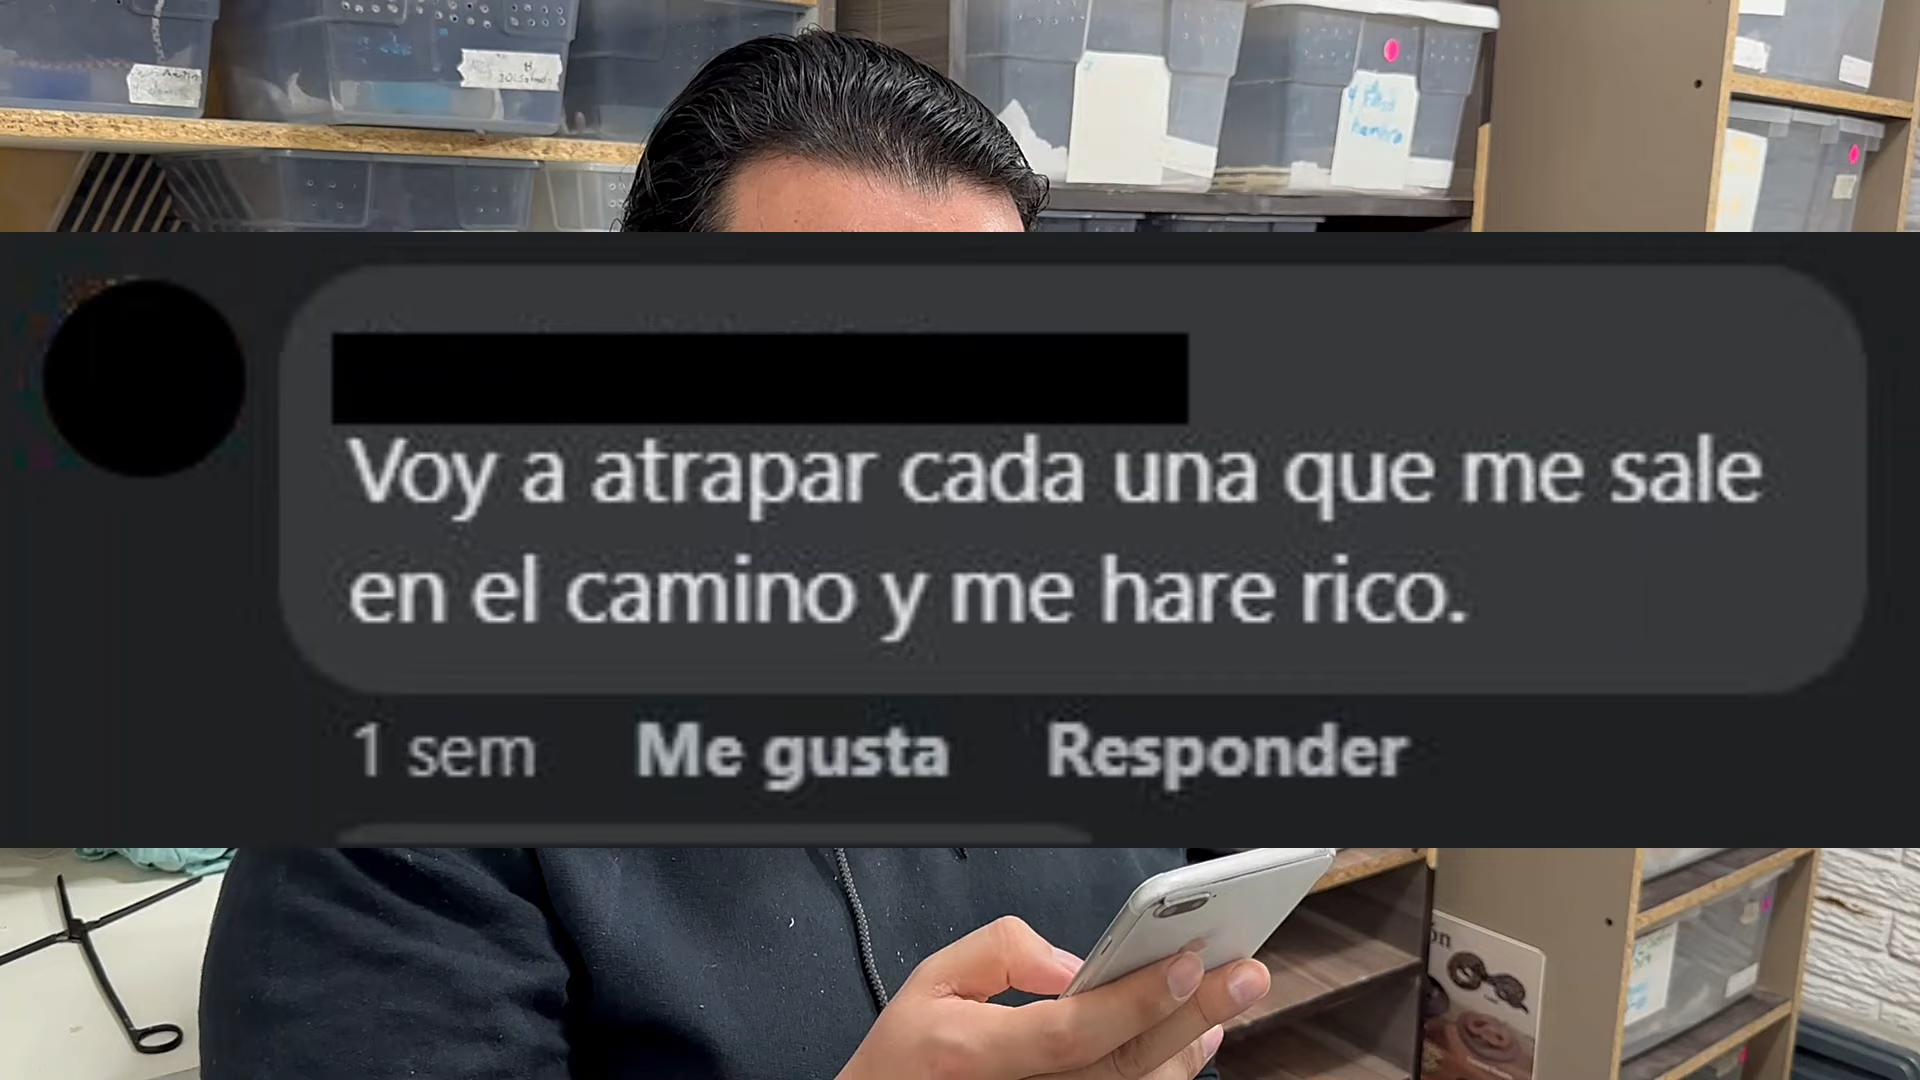 Voy a atrapar cada una que me sale
en el camino y me hare rico.
1 sem Me gusta Responder